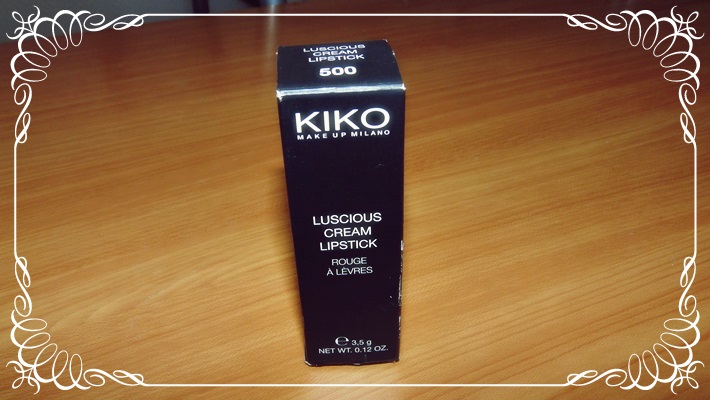 LUSCIOUS
CREAM
LIPSTICK
500
KIKO
MAKE UP MILANO
LUSCIOUS
CREAM
LIPSTICK
ROUGE
À LÈVRES
℮ 3,5 g
NET WT. 0.12 OZ.